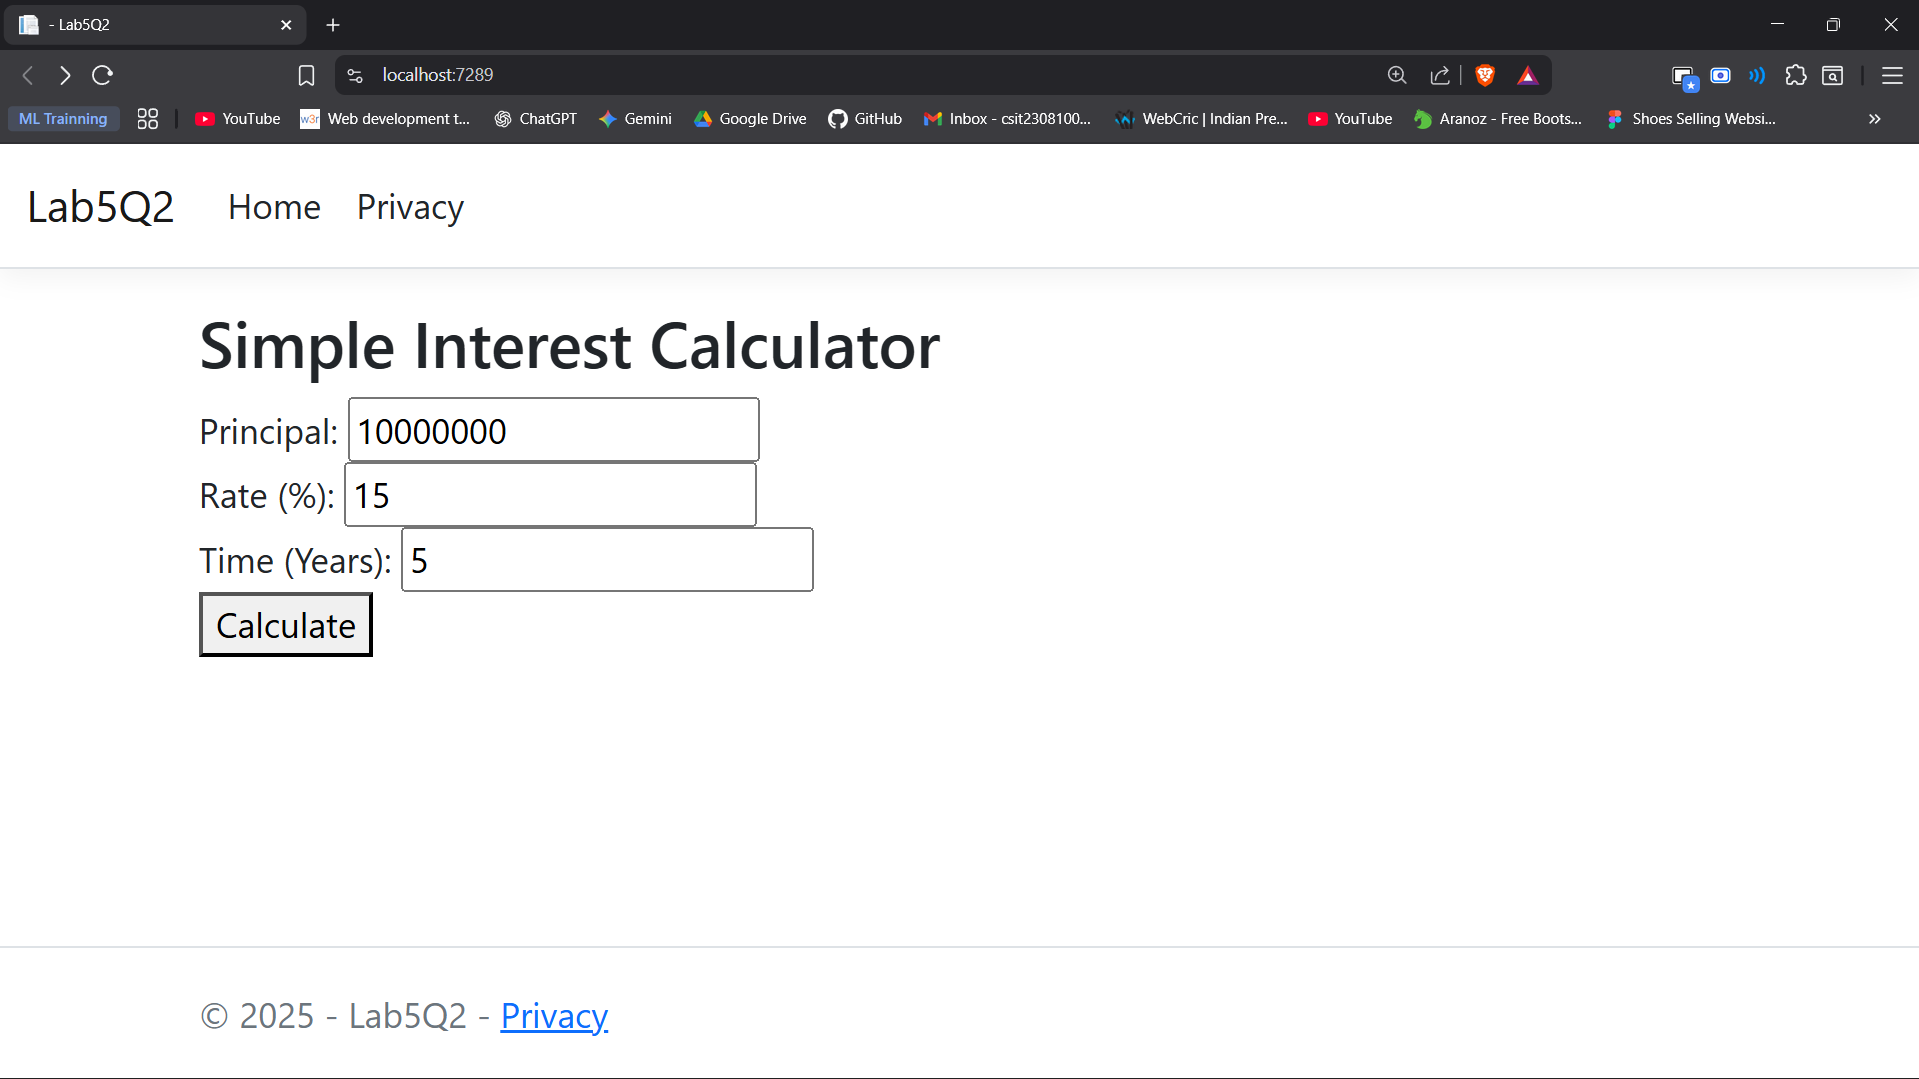 - Lab5Q2
localhost:7289
ML Trainning YouTube w3r Web development t... ChatGPT Gemini Google Drive GitHub Inbox - csit2308100... WebCric | Indian Pre... YouTube Aranoz - Free Boots... Shoes Selling Websi...
Lab5Q2 Home Privacy
Simple Interest Calculator
Principal: 10000000
Rate (%): 15
Time (Years): 5
Calculate
© 2025 - Lab5Q2 - Privacy